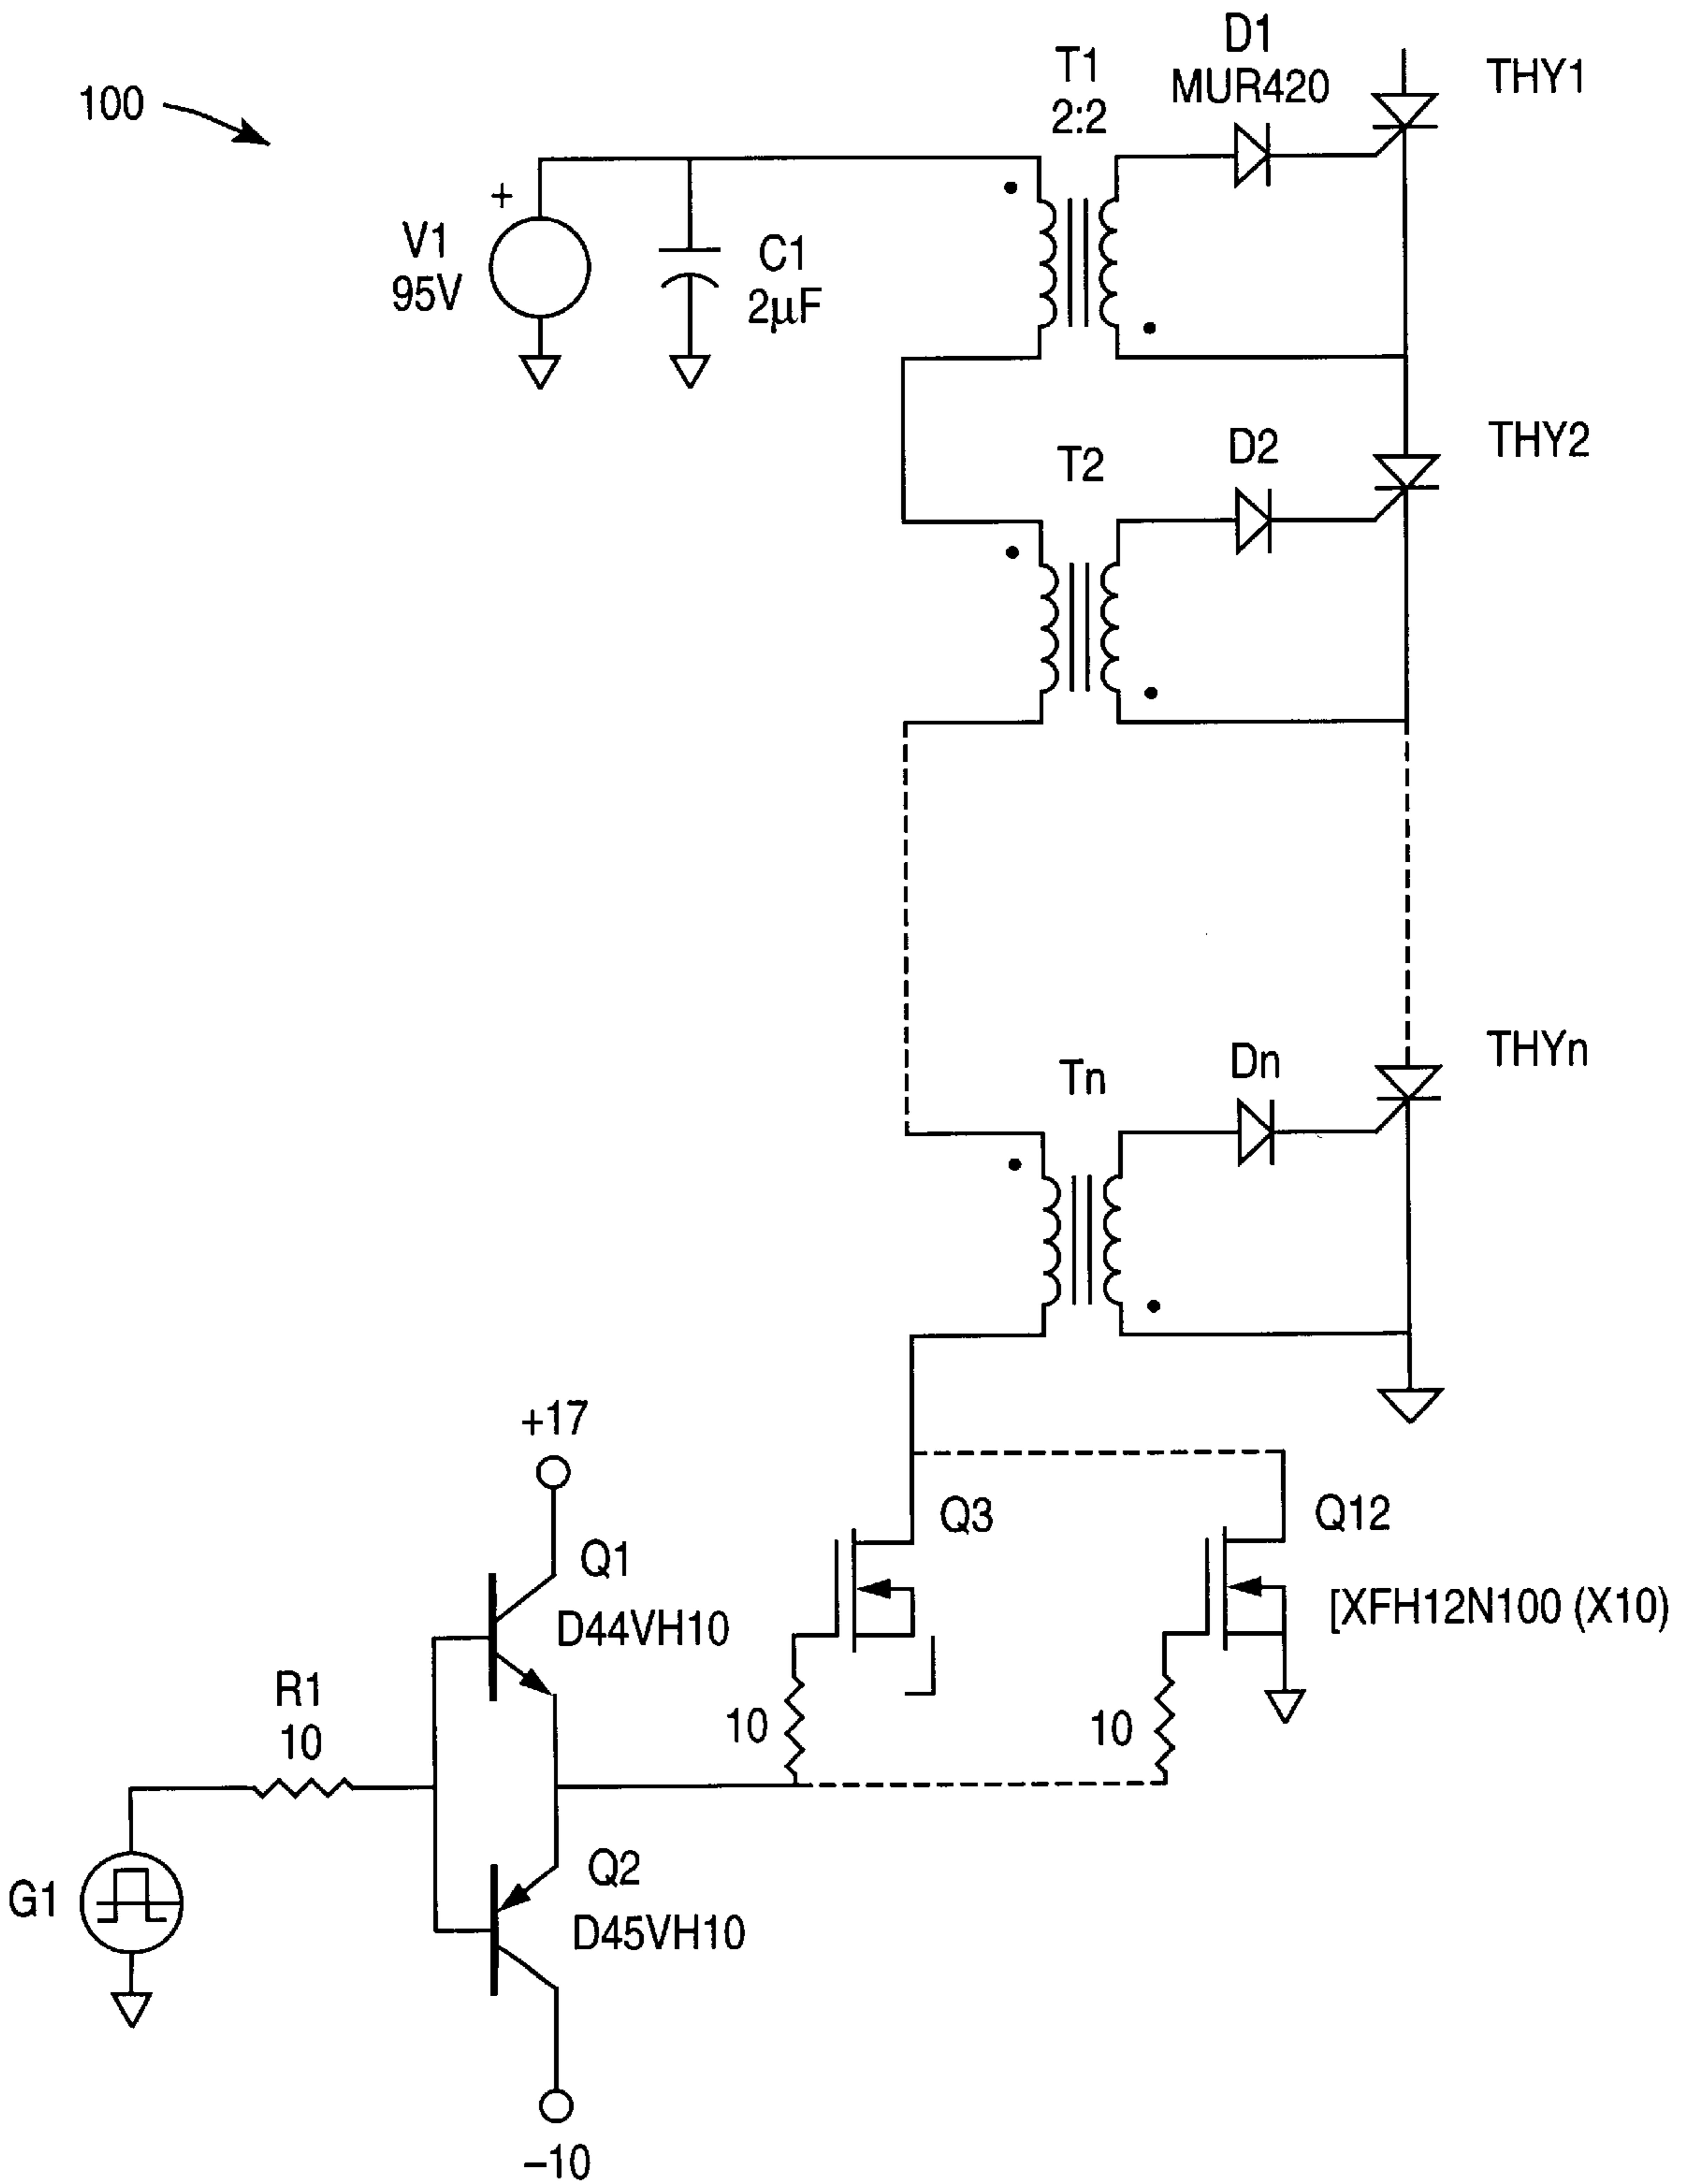 100
T1
2:2
D1
MUR420
THY1
+
V1
95V
C1
2μF
T2
D2
THY2
Tn
Dn
THYn
+17
Q1
D44VH10
Q3
Q12
[XFH12N100 (X10)
R1
10
10
10
G1
Q2
D45VH10
–10